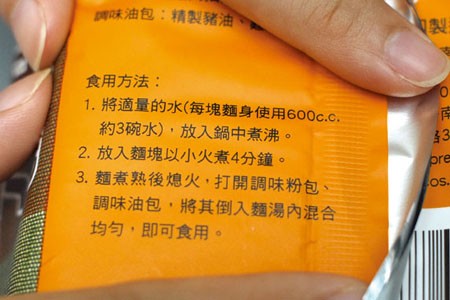 調味油包：精製豬油、
食用方法：
1. 將適量的水(每塊麵身使用600c.c.
約3碗水)，放入鍋中煮沸。
2. 放入麵塊以小火煮4分鐘。
3. 麵煮熟後熄火，打開調味粉包、
調味油包，將其倒入麵湯內混合
均勻，即可食用。